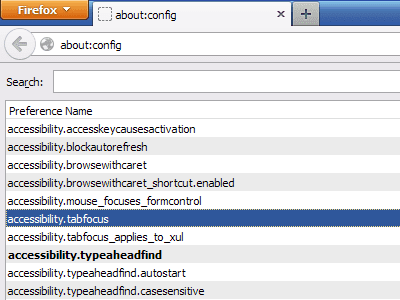 Firefox
about:config
about:config
Search:
Preference Name
accessibility.accesskeycausesactivation
accessibility.blockautorefresh
accessibility.browsewithcaret
accessibility.browsewithcaret_shortcut.enabled
accessibility.mouse_focuses_formcontrol
accessibility.tabfocus
accessibility.tabfocus_applies_to_xul
accessibility.typeaheadfind
accessibility.typeaheadfind.autostart
accessibility.typeaheadfind.casesensitive